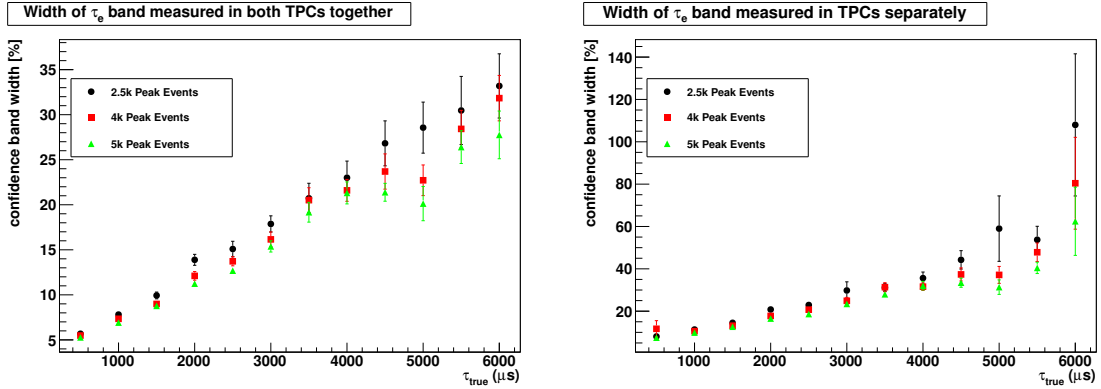 Width of τe band measured in both TPCs together
confidence band width [%]
35
30
25
20
15
10
5
2.5k Peak Events
4k Peak Events
5k Peak Events
1000 2000 3000 4000 5000 6000
τtrue (μs)
Width of τe band measured in TPCs separately
confidence band width [%]
140
120
100
80
60
40
20
2.5k Peak Events
4k Peak Events
5k Peak Events
1000 2000 3000 4000 5000 6000
τtrue (μs)